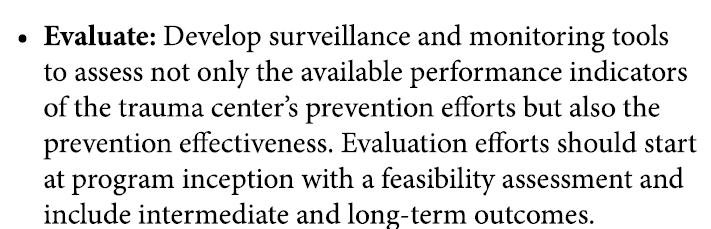 • Evaluate: Develop surveillance and monitoring tools
to assess not only the available performance indicators
of the trauma center’s prevention efforts but also the
prevention effectiveness. Evaluation efforts should start
at program inception with a feasibility assessment and
include intermediate and long-term outcomes.